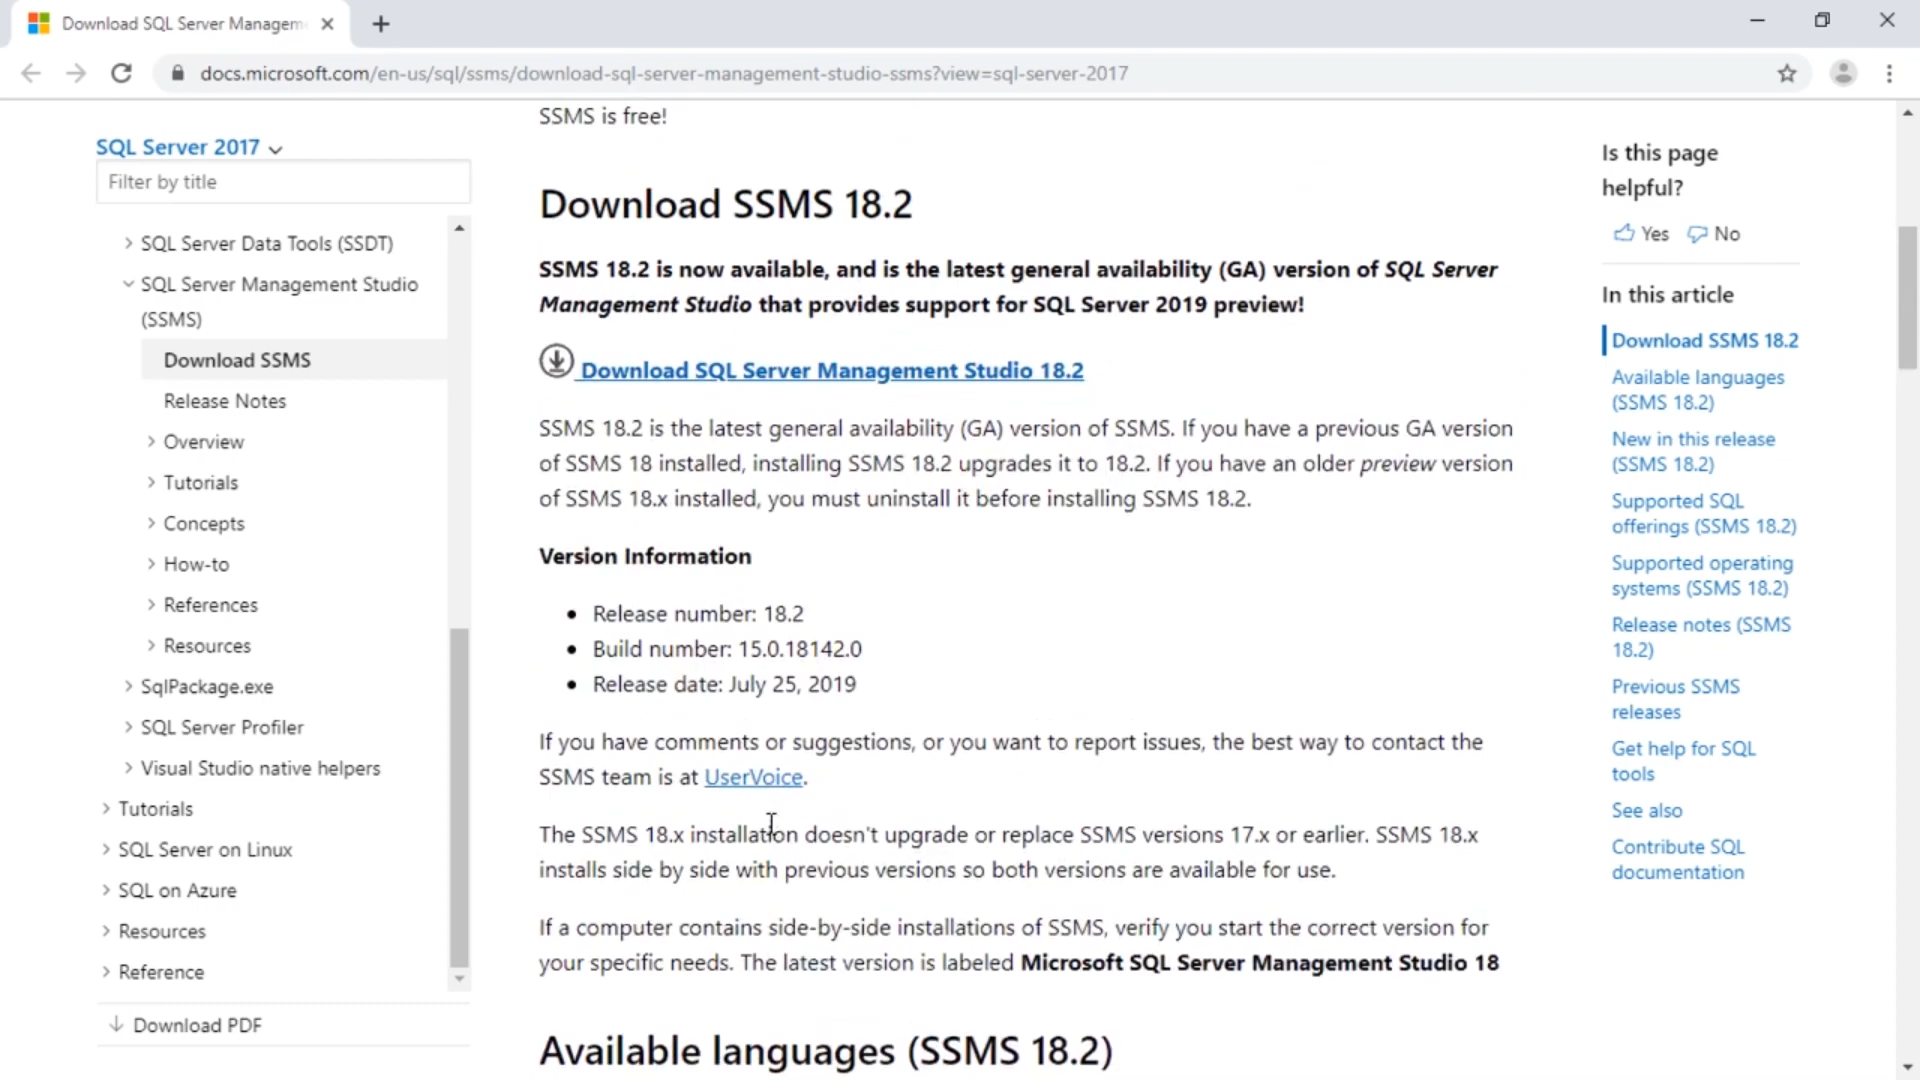 Download SQL Server Managem
docs.microsoft.com/en-us/sql/ssms/download-sql-server-management-studio-ssms?view=sql-server-2017
SQL Server 2017
Filter by title
SQL Server Data Tools (SSDT)
SQL Server Management Studio
(SSMS)
Download SSMS
Release Notes
Overview
Tutorials
Concepts
How-to
References
Resources
SqlPackage.exe
SQL Server Profiler
Visual Studio native helpers
Tutorials
SQL Server on Linux
SQL on Azure
Resources
Reference
Download PDF
SSMS is free!
Download SSMS 18.2
SSMS 18.2 is now available, and is the latest general availability (GA) version of SQL Server
Management Studio that provides support for SQL Server 2019 preview!
Download SQL Server Management Studio 18.2
SSMS 18.2 is the latest general availability (GA) version of SSMS. If you have a previous GA version
of SSMS 18 installed, installing SSMS 18.2 upgrades it to 18.2. If you have an older preview version
of SSMS 18.x installed, you must uninstall it before installing SSMS 18.2.
Version Information
• Release number: 18.2
• Build number: 15.0.18142.0
• Release date: July 25, 2019
If you have comments or suggestions, or you want to report issues, the best way to contact the
SSMS team is at UserVoice.
The SSMS 18.x installation doesn't upgrade or replace SSMS versions 17.x or earlier. SSMS 18.x
installs side by side with previous versions so both versions are available for use.
If a computer contains side-by-side installations of SSMS, verify you start the correct version for
your specific needs. The latest version is labeled Microsoft SQL Server Management Studio 18
Available languages (SSMS 18.2)
Is this page
helpful?
Yes No
In this article
Download SSMS 18.2
Available languages
(SSMS 18.2)
New in this release
(SSMS 18.2)
Supported SQL
offerings (SSMS 18.2)
Supported operating
systems (SSMS 18.2)
Release notes (SSMS
18.2)
Previous SSMS
releases
Get help for SQL
tools
See also
Contribute SQL
documentation